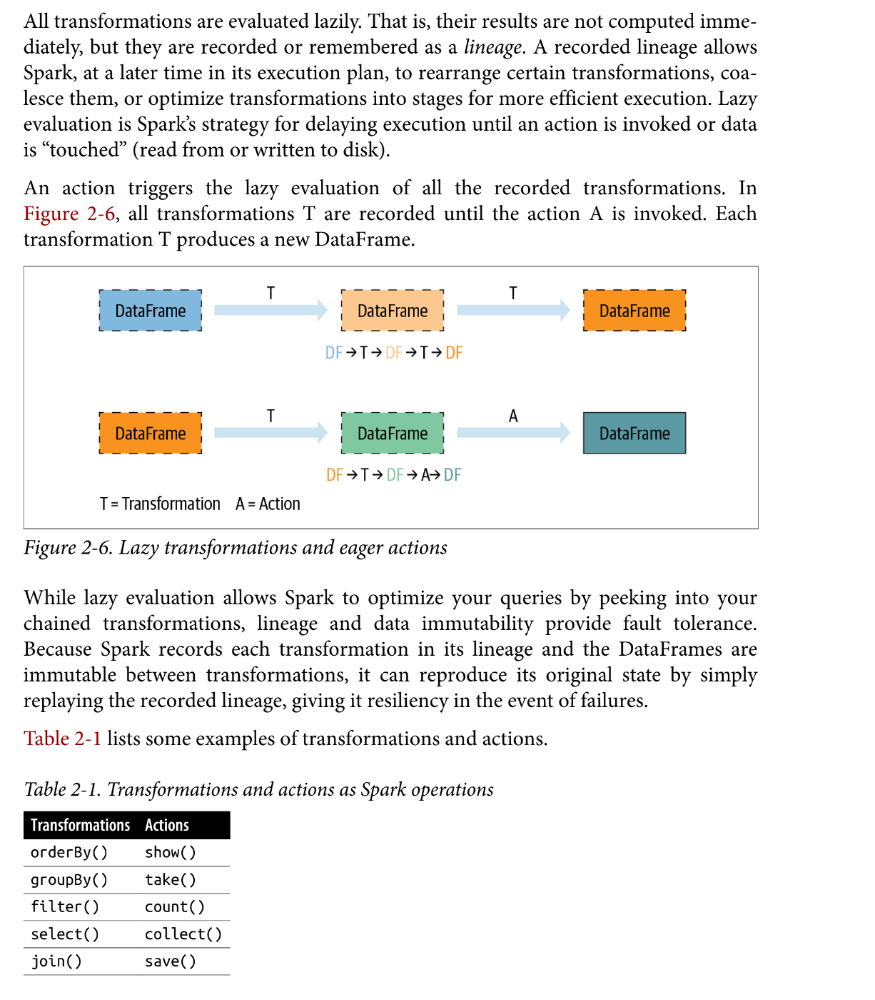 All transformations are evaluated lazily. That is, their results are not computed imme-
diately, but they are recorded or remembered as a lineage. A recorded lineage allows
Spark, at a later time in its execution plan, to rearrange certain transformations, coa-
lesce them, or optimize transformations into stages for more efficient execution. Lazy
evaluation is Spark’s strategy for delaying execution until an action is invoked or data
is “touched” (read from or written to disk).
An action triggers the lazy evaluation of all the recorded transformations. In
Figure 2-6, all transformations T are recorded until the action A is invoked. Each
transformation T produces a new DataFrame.
DataFrame T DataFrame T DataFrame
DF→T→DF→T→DF
DataFrame T DataFrame A DataFrame
DF→T→DF→A→DF
T = Transformation A = Action
Figure 2-6. Lazy transformations and eager actions
While lazy evaluation allows Spark to optimize your queries by peeking into your
chained transformations, lineage and data immutability provide fault tolerance.
Because Spark records each transformation in its lineage and the DataFrames are
immutable between transformations, it can reproduce its original state by simply
replaying the recorded lineage, giving it resiliency in the event of failures.
Table 2-1 lists some examples of transformations and actions.
Table 2-1. Transformations and actions as Spark operations
Transformations Actions
orderBy() show()
groupBy() take()
filter() count()
select() collect()
join() save()